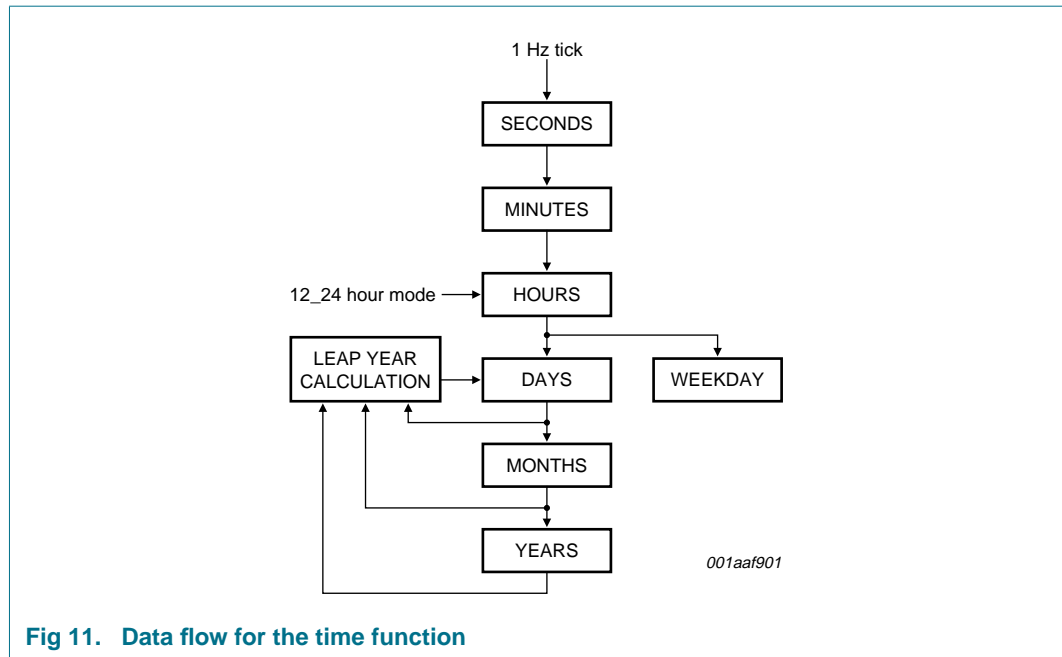 1 Hz tick
SECONDS
MINUTES
12_24 hour mode
HOURS
LEAP YEAR
CALCULATION
DAYS
WEEKDAY
MONTHS
YEARS
001aaf901
Fig 11. Data flow for the time function